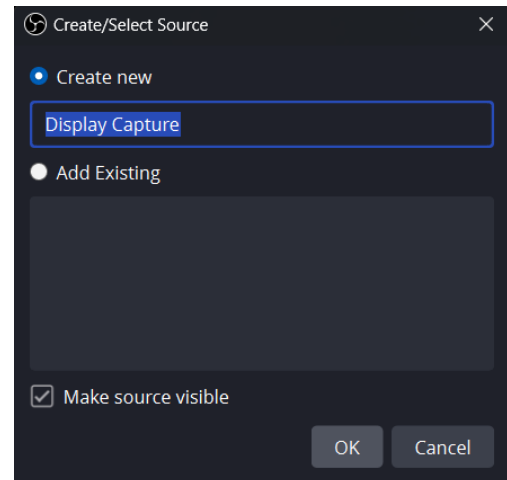 Create/Select Source
Create new
Display Capture
Add Existing
Make source visible
OK Cancel